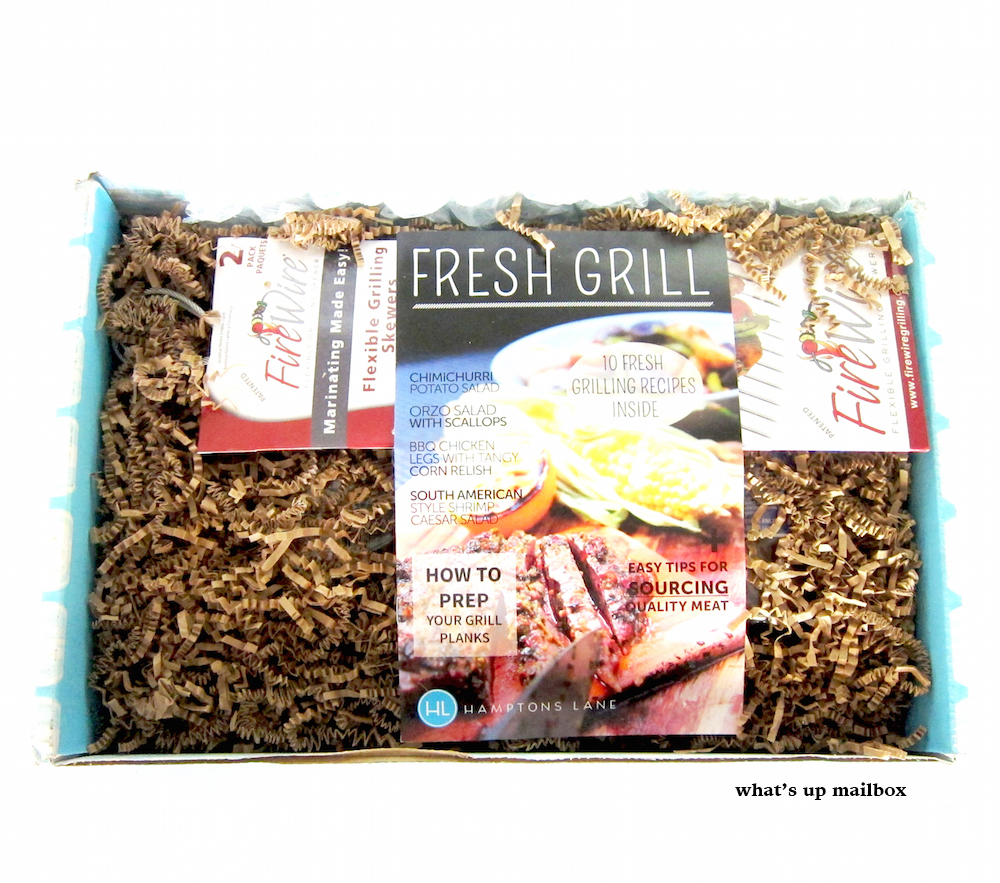 FRESH GRILL
10 FRESH
GRILLING RECIPES
INSIDE
CHIMICHURRI
POTATO SALAD
ORZO SALAD
WITH SCALLOPS
BBQ CHICKEN
LEGS WITH TANGY
CORN RELISH
SOUTH AMERICAN
STYLE SHRIMP
CAESAR SALAD
+
EASY TIPS FOR
SOURCING
QUALITY MEAT
HOW TO
PREP
YOUR GRILL
PLANKS
HL HAMPTONS LANE
2
PACK
PAQUETS
FireWire
PATENTED
Marinating Made Easy!
Flexible Grilling
Skewers
FireWi
FLEXIBLE GRILLING
PATENTED
www.firewiregrilling.
what's up mailbox